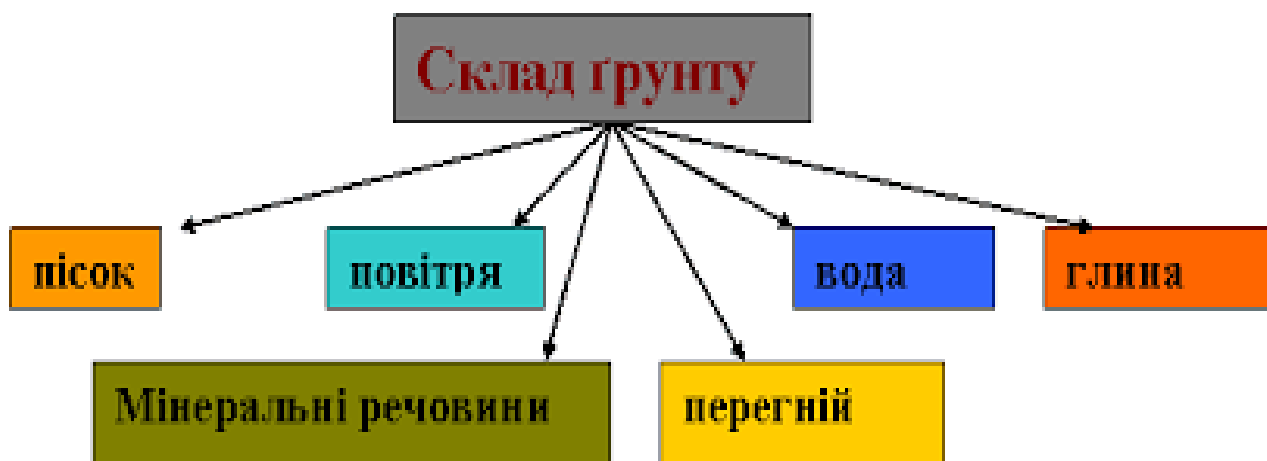 Склад ґрунту
пісок
повітря
вода
глина
Мінеральні речовини
перегній